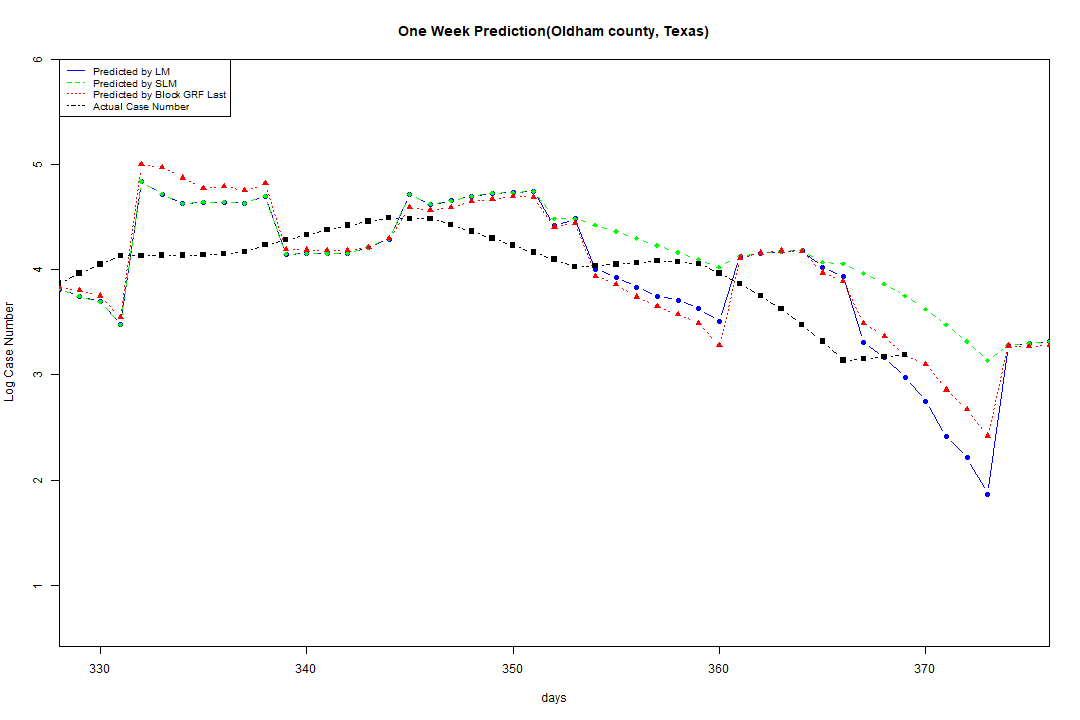 One Week Prediction(Oldham county, Texas)
Predicted by LM
Predicted by SLM
Predicted by Block GRF Last
Actual Case Number
6
5
4
3
2
1
Log Case Number
330 340 350 360 370
days